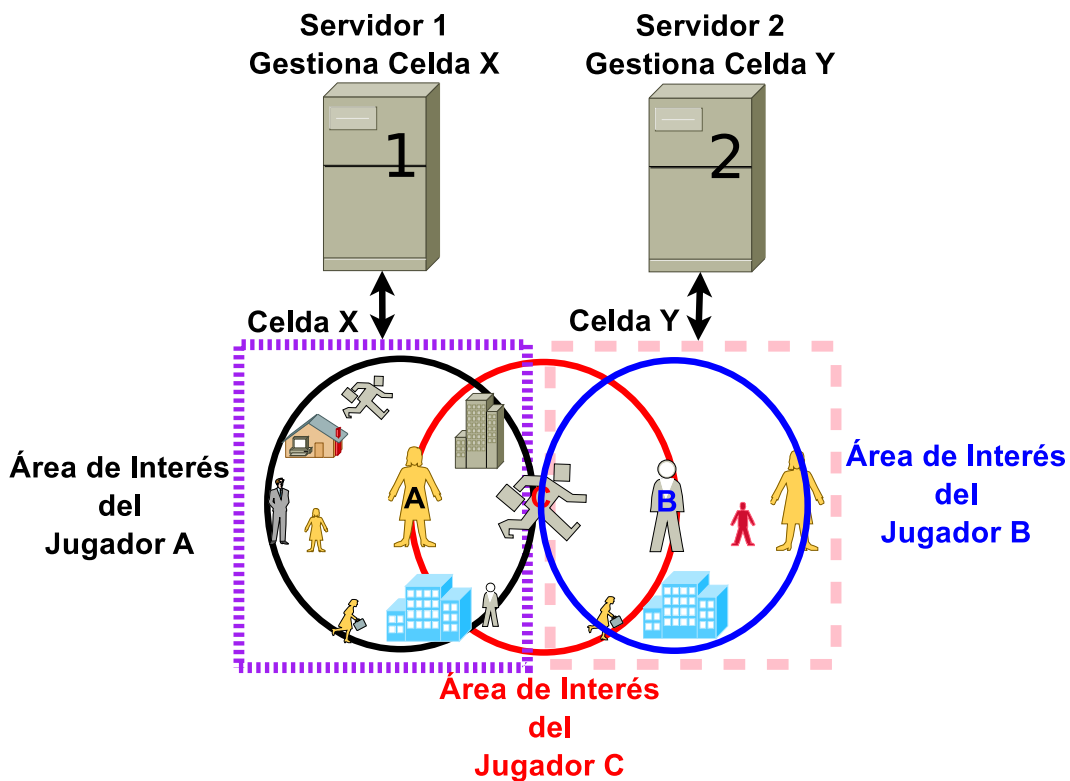 Servidor 1
Gestiona Celda X
Servidor 2
Gestiona Celda Y
1
2
Celda X
Celda Y
Área de Interés
del
Jugador A
A
C
B
Área de Interés
del
Jugador B
Área de Interés
del
Jugador C